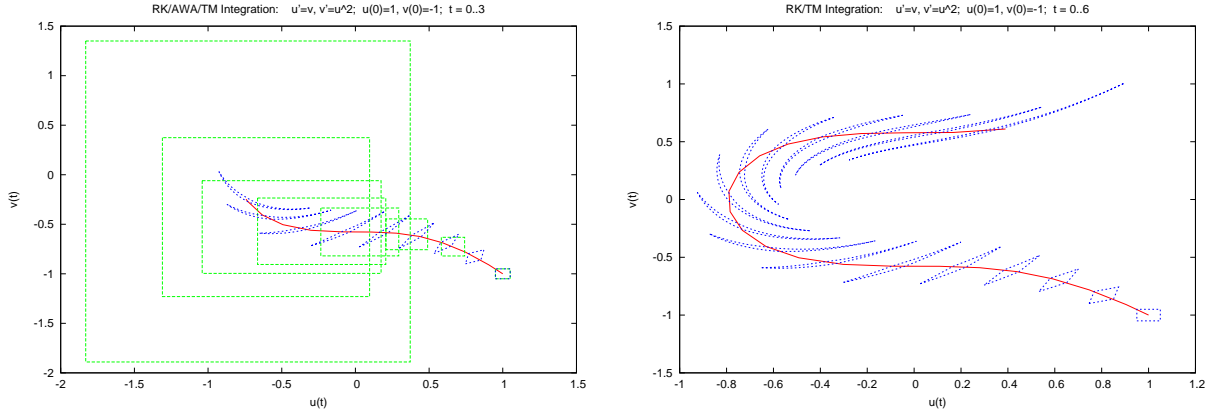 RK/AWA/TM Integration: u'=v, v'=u^2; u(0)=1, v(0)=-1; t = 0..3
1.5
1
0.5
0
-0.5
-1
-1.5
-2
v(t)
-2 -1.5 -1 -0.5 0 0.5 1 1.5
u(t)
RK/TM Integration: u'=v, v'=u^2; u(0)=1, v(0)=-1; t = 0..6
1.5
1
0.5
0
-0.5
-1
-1.5
v(t)
-1 -0.8 -0.6 -0.4 -0.2 0 0.2 0.4 0.6 0.8 1 1.2
u(t)